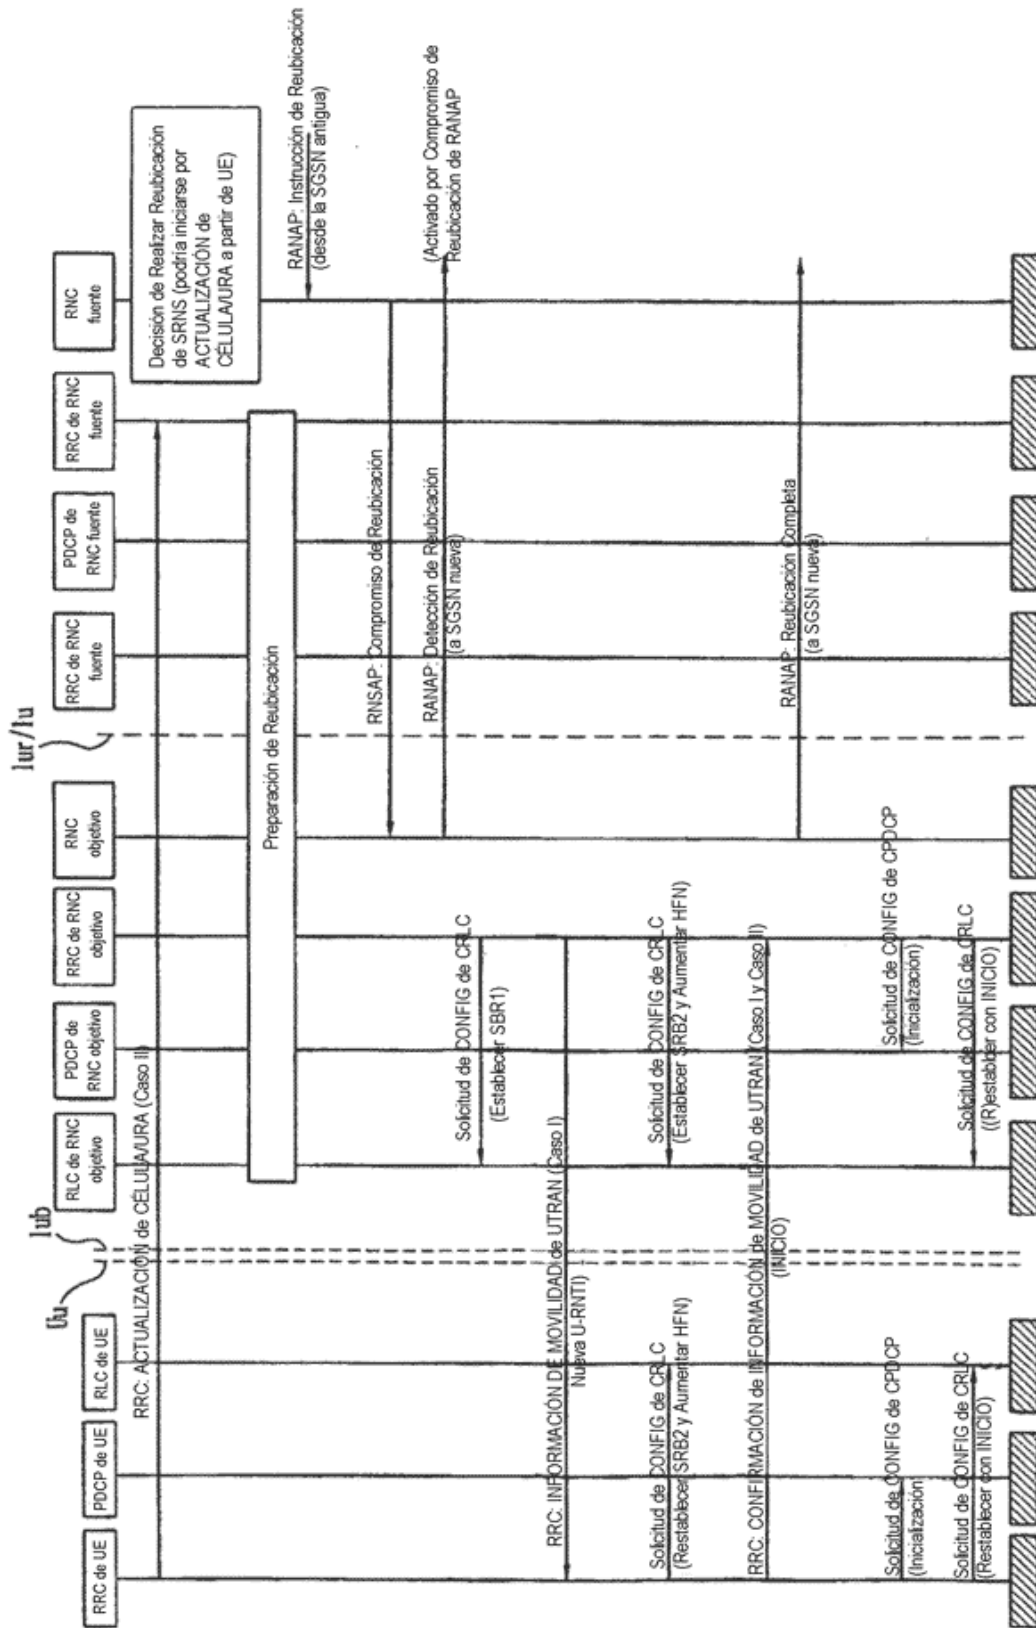 RRC de UE
PDCP de UE
RLC de UE
Uu
Iub
RLC de RNC
objetivo
PDCP de
RNC objetivo
RRC de RNC
objetivo
RNC
objetivo
Iur/Iu
RRC de RNC
fuente
PDCP de
RNC fuente
RRC de RNC
fuente
RNC
fuente
RRC: ACTUALIZACIÓN de CÉLULA/URA (Caso II)
Decisión de Realizar Reubicación
de SRNS (podría iniciarse por
ACTUALIZACIÓN de
CÉLULA/URA a partir de UE)
Preparación de Reubicación
RANAP: Instrucción de Reubicación
(desde la SGSN antigua)
RNSAP: Compromiso de Reubicación
RANAP: Detección de Reubicación
(a SGSN nueva)
(Activado por Compromiso de
Reubicación de RANAP
Solicitud de CONFIG de CRLC
(Establecer SBR1)
RRC: INFORMACIÓN DE MOVILIDAD de UTRAN (Caso I)
Nueva U-RNTI)
Solicitud de CONFIG de CRLC
(Restablecer SRB2 y Aumentar HFN)
Solicitud de CONFIG de CRLC
(Establecer SRB2 y Aumentar HFN)
RRC: CONFIRMACIÓN de INFORMACIÓN de MOVILIDAD de UTRAN (Caso I y Caso II)
(INICIO)
RANAP: Reubicación Completa
(a SGSN nueva)
Solicitud de CONFIG de CPDCP
(Inicialización)
Solicitud de CONFIG de CPDCP
(Inicialización)
Solicitud de CONFIG de CRLC
(Restablecer con INICIO)
Solicitud de CONFIG de CRLC
((R)establer con INICIO)